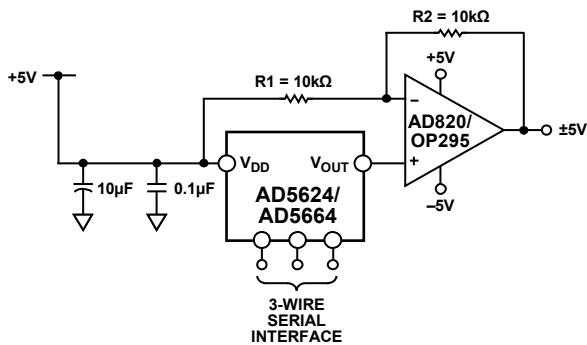 R2 = 10kΩ
+5V
+5V
R1 = 10kΩ
–
AD820/
OP295
±5V
+
–5V
VDD
VOUT
10µF
0.1µF
AD5624/
AD5664
3-WIRE
SERIAL
INTERFACE